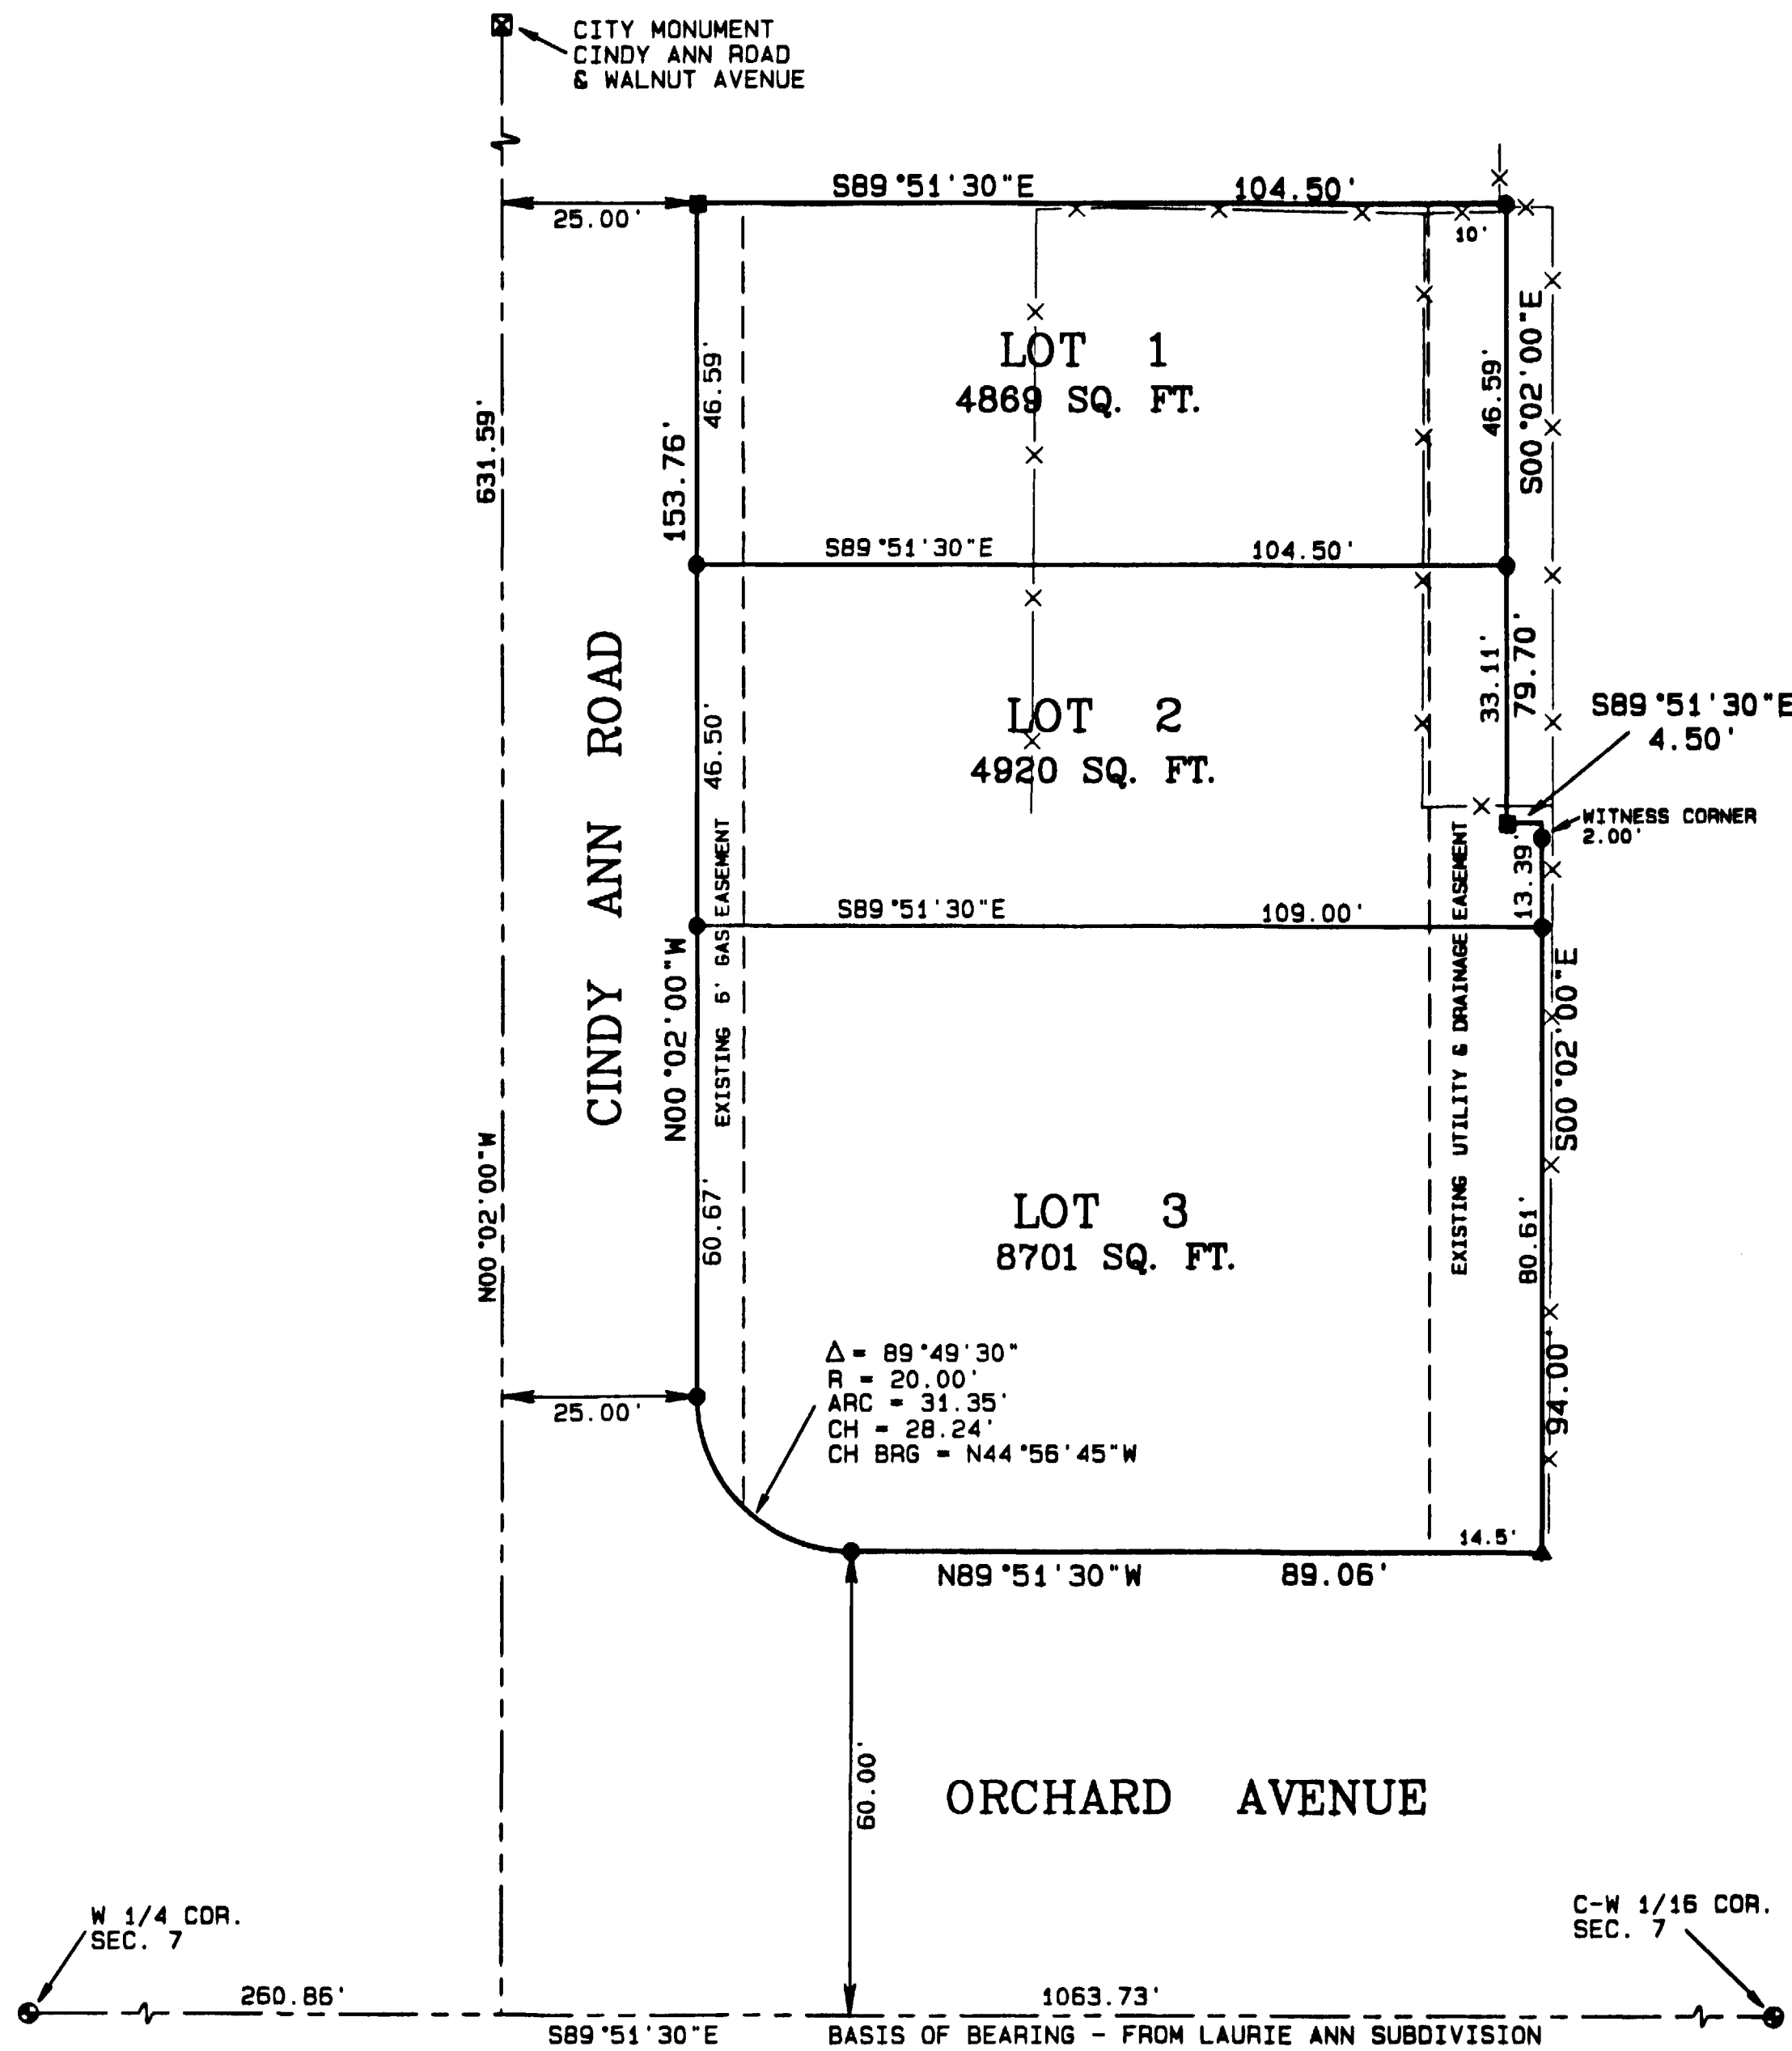 CITY MONUMENT
CINDY ANN ROAD
& WALNUT AVENUE
S89°51'30"E
104.50'
25.00'
10'
LOT 1
4869 SQ. FT.
46.59'
46.59'
S00°02'00"E
631.59'
153.76'
S89°51'30"E
104.50'
CINDY ANN ROAD
LOT 2
4920 SQ. FT.
46.50'
33.11'
79.70'
S89°51'30"E
4.50'
WITNESS CORNER
2.00'
13.39'
S89°51'30"E
109.00'
N00°02'00"W
EXISTING 6' GAS EASEMENT
EXISTING UTILITY & DRAINAGE EASEMENT
S00°02'00"E
N00°02'00"W
60.67'
LOT 3
8701 SQ. FT.
80.61'
94.00'
Δ = 89°49'30"
R = 20.00'
ARC = 31.35'
CH = 28.24'
CH BRG = N44°56'45"W
25.00'
14.5'
N89°51'30"W
89.06'
60.00'
ORCHARD AVENUE
W 1/4 COR.
SEC. 7
C-W 1/16 COR.
SEC. 7
260.86'
1063.73'
S89°51'30"E
BASIS OF BEARING - FROM LAURIE ANN SUBDIVISION